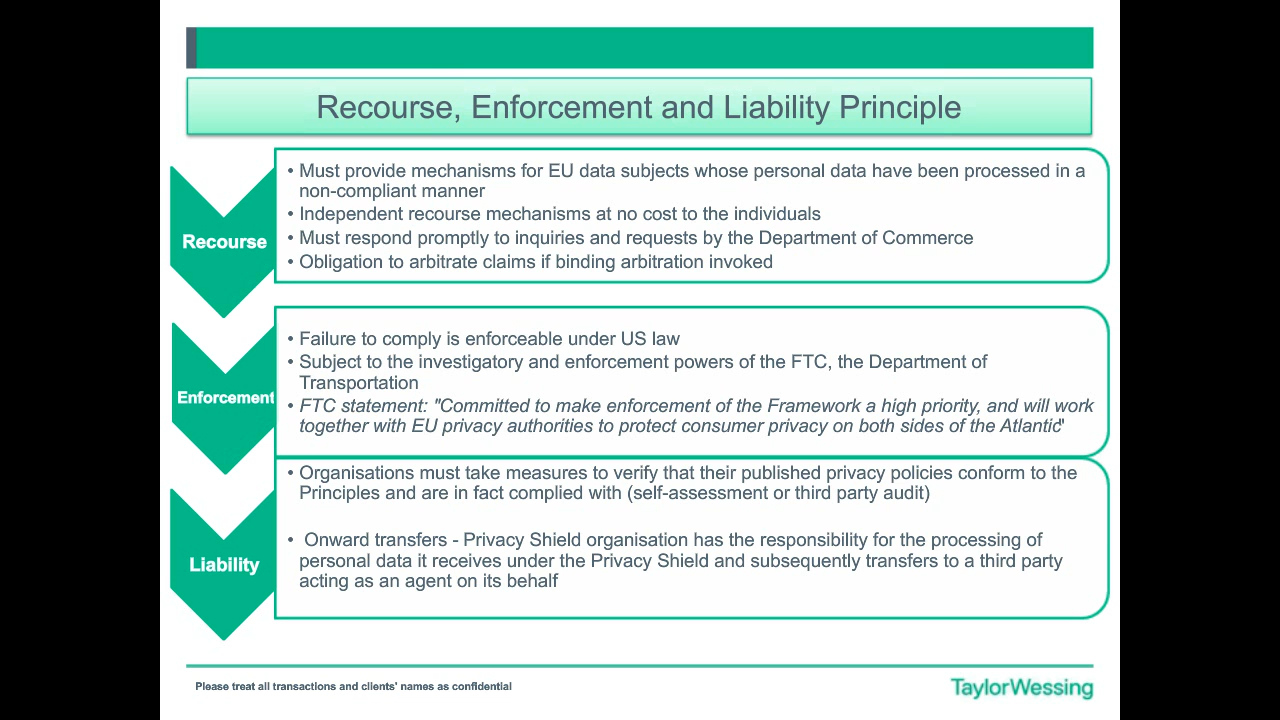 Recourse, Enforcement and Liability Principle
Recourse
• Must provide mechanisms for EU data subjects whose personal data have been processed in a
non-compliant manner
• Independent recourse mechanisms at no cost to the individuals
• Must respond promptly to inquiries and requests by the Department of Commerce
• Obligation to arbitrate claims if binding arbitration invoked
Enforcement
• Failure to comply is enforceable under US law
• Subject to the investigatory and enforcement powers of the FTC, the Department of
Transportation
• FTC statement: "Committed to make enforcement of the Framework a high priority, and will work
together with EU privacy authorities to protect consumer privacy on both sides of the Atlantic"
Liability
• Organisations must take measures to verify that their published privacy policies conform to the
Principles and are in fact complied with (self-assessment or third party audit)
• Onward transfers - Privacy Shield organisation has the responsibility for the processing of
personal data it receives under the Privacy Shield and subsequently transfers to a third party
acting as an agent on its behalf
Please treat all transactions and clients' names as confidential
TaylorWessing